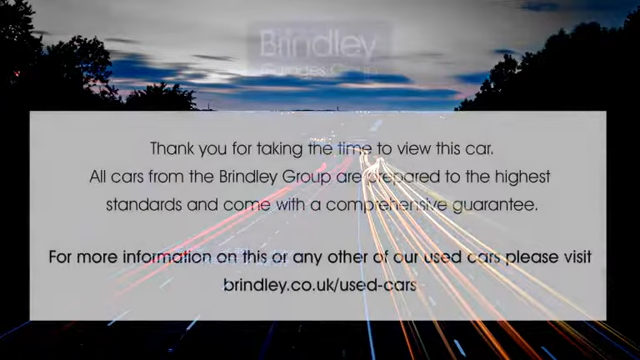 Brindley
Thank you for taking the time to view this car.
All cars from the Brindley Group are prepared to the highest
standards and come with a comprehensive guarantee.
For more information on this or any other of our used cars please visit
brindley.co.uk/used-cars